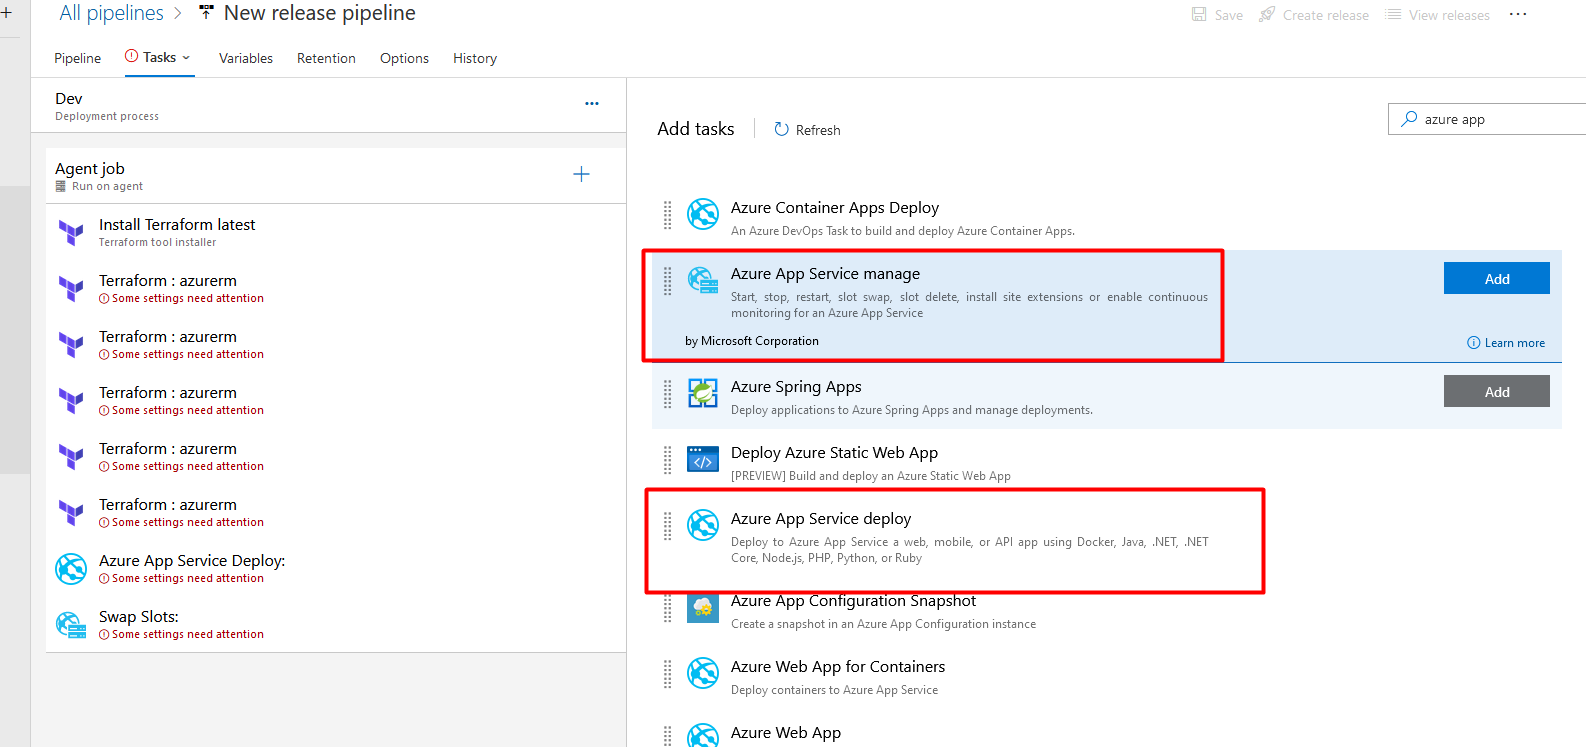 All pipelines > New release pipeline
Save Create release View releases ...
Pipeline Tasks Variables Retention Options History
Dev
Deployment process
Agent job
Run on agent
Install Terraform latest
Terraform tool installer
Terraform : azurerm
Some settings need attention
Terraform : azurerm
Some settings need attention
Terraform : azurerm
Some settings need attention
Terraform : azurerm
Some settings need attention
Terraform : azurerm
Some settings need attention
Azure App Service Deploy:
Some settings need attention
Swap Slots:
Some settings need attention
Add tasks Refresh
azure app
Azure Container Apps Deploy
An Azure DevOps Task to build and deploy Azure Container Apps.
Azure App Service manage
Start, stop, restart, slot swap, slot delete, install site extensions or enable continuous
monitoring for an Azure App Service
by Microsoft Corporation
Add
Learn more
Azure Spring Apps
Deploy applications to Azure Spring Apps and manage deployments.
Add
Deploy Azure Static Web App
[PREVIEW] Build and deploy an Azure Static Web App
Azure App Service deploy
Deploy to Azure App Service a web, mobile, or API app using Docker, Java, .NET, .NET
Core, Node.js, PHP, Python, or Ruby
Azure App Configuration Snapshot
Create a snapshot in an Azure App Configuration instance
Azure Web App for Containers
Deploy containers to Azure App Service
Azure Web App